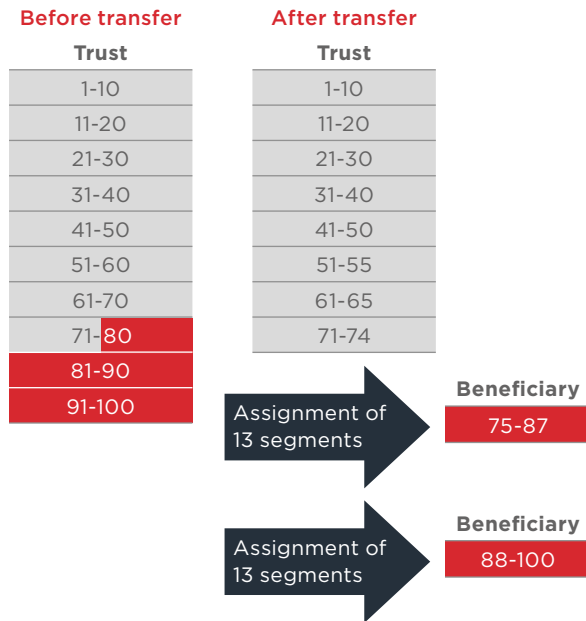 Before transfer
Trust
1-10
11-20
21-30
31-40
41-50
51-60
61-70
71-80
81-90
91-100
After transfer
Trust
1-10
11-20
21-30
31-40
41-50
51-55
61-65
71-74
Assignment of
13 segments
Beneficiary
75-87
Assignment of
13 segments
Beneficiary
88-100